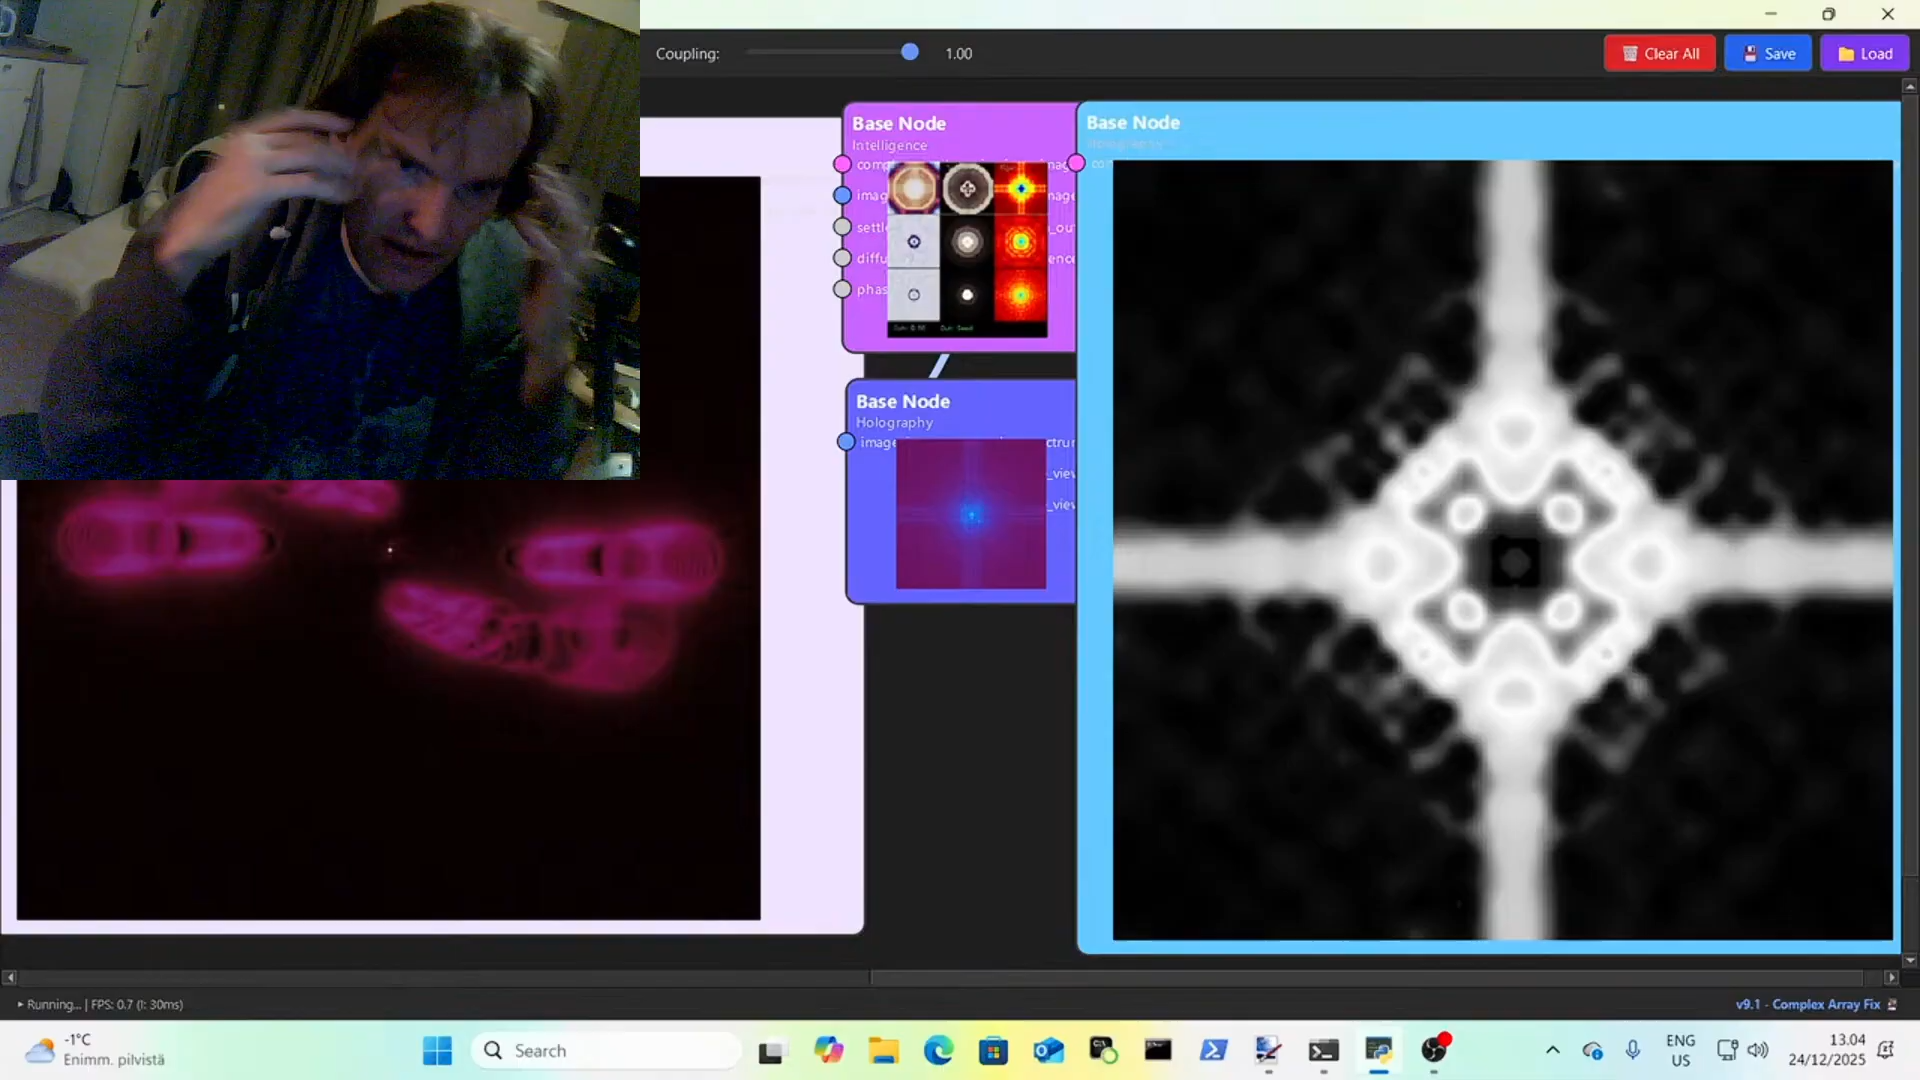 Coupling:
1.00
Clear All
Save
Load
Base Node
Intelligence
Base Node
Base Node
Holography
▸ Running... | FPS: 0.7 (I: 30ms)
v9.1 - Complex Array Fix
-1°C
Enimm. pilvistä
Search
ENG
US
13.04
24/12/2025